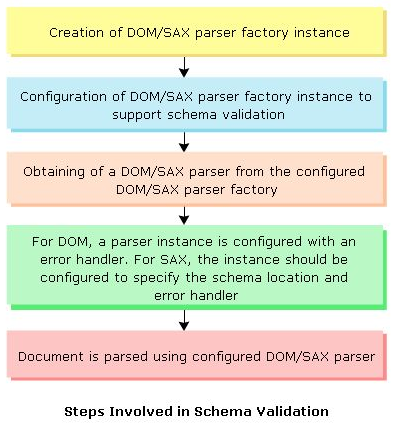 Creation of DOM/SAX parser factory instance
Configuration of DOM/SAX parser factory instance to
support schema validation
Obtaining of a DOM/SAX parser from the configured
DOM/SAX parser factory
For DOM, a parser instance is configured with an
error handler. For SAX, the instance should be
configured to specify the schema location and
error handler
Document is parsed using configured DOM/SAX parser
Steps Involved in Schema Validation